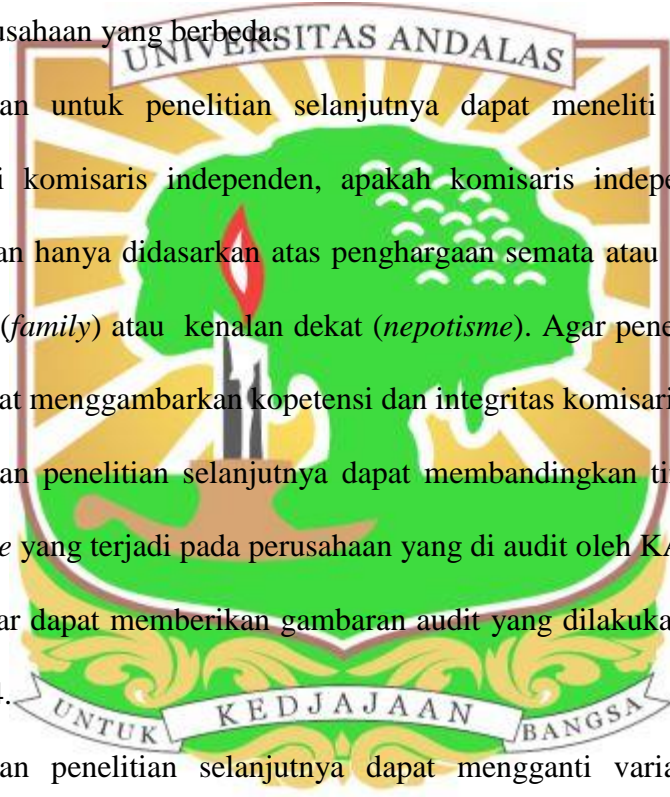 usahaan yang berbeda.
UNIVERSITAS ANDALAS
an untuk penelitian selanjutnya dapat meneliti
i komisaris independen, apakah komisaris indepe
an hanya didasarkan atas penghargaan semata atau
(family) atau kenalan dekat (nepotisme). Agar pene
at menggambarkan kopetensi dan integritas komisari
an penelitian selanjutnya dapat membandingkan ti
e yang terjadi pada perusahaan yang di audit oleh KA
ar dapat memberikan gambaran audit yang dilakuka
4.
UNTUK KEDJAJAAN BANGSA
an penelitian selanjutnya dapat mengganti varia